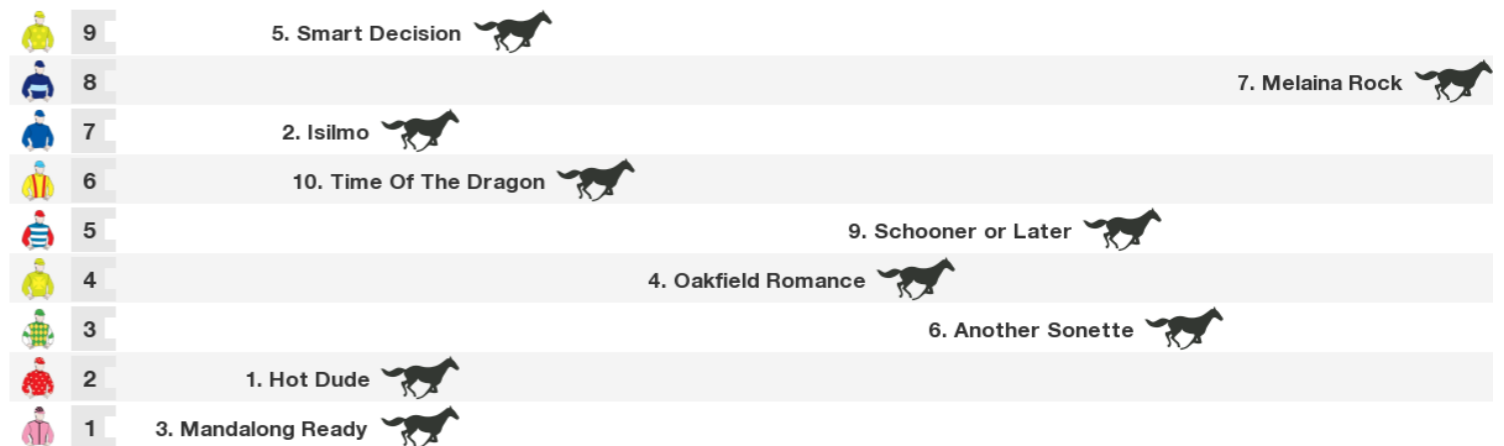 9 5. Smart Decision
8 7. Melaina Rock
7 2. Isilmo
6 10. Time Of The Dragon
5 9. Schooner or Later
4 4. Oakfield Romance
3 6. Another Sonette
2 1. Hot Dude
1 3. Mandalong Ready